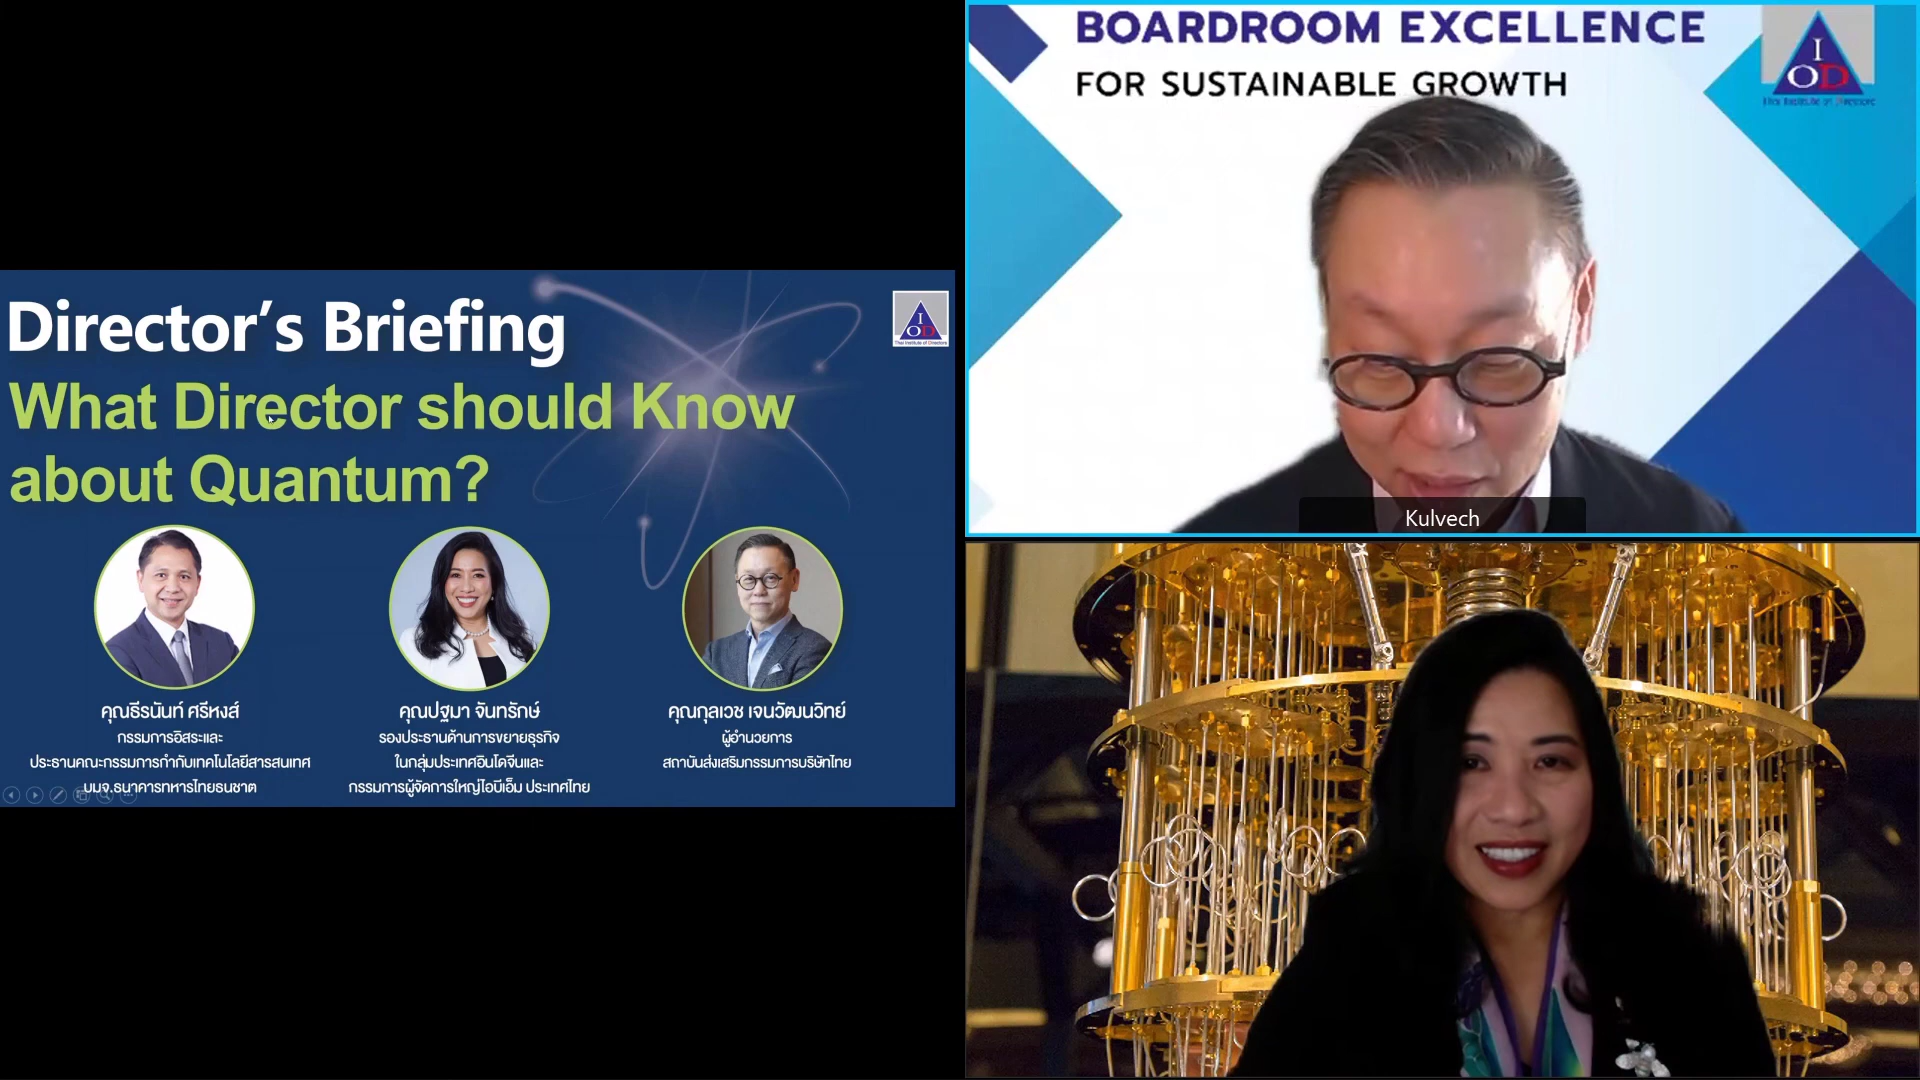 Director's Briefing
What Director should Know
about Quantum?
I
OD
Thai Institute of Directors
คุณธีรนันท์ ศรีหงส์
กรรมการอิสระและ
ประธานคณะกรรมการกำกับเทคโนโลยีสารสนเทศ
บมจ.ธนาคารทหารไทยธนชาต
คุณปฐมา จันทรักษ์
รองประธานด้านการขยายธุรกิจ
ในกลุ่มประเทศอินโดจีนและ
กรรมการผู้จัดการใหญ่ไอบีเอ็ม ประเทศไทย
คุณกุลเวช เจนวัฒนวิทย์
ผู้อำนวยการ
สถาบันส่งเสริมกรรมการบริษัทไทย
BOARDROOM EXCELLENCE
FOR SUSTAINABLE GROWTH
I
OD
Thai Institute of Directors
Kulvech